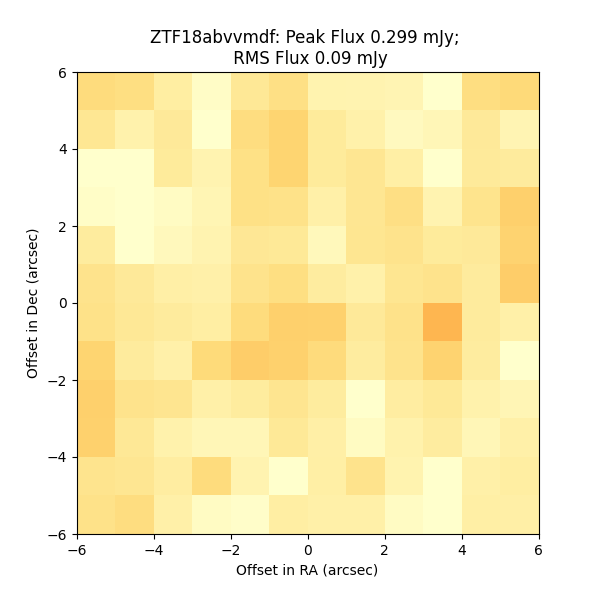 ZTF18abvvmdf: Peak Flux 0.299 mJy;
RMS Flux 0.09 mJy
6
4
2
0
−2
−4
−6
Offset in Dec (arcsec)
−6 −4 −2 0 2 4 6
Offset in RA (arcsec)